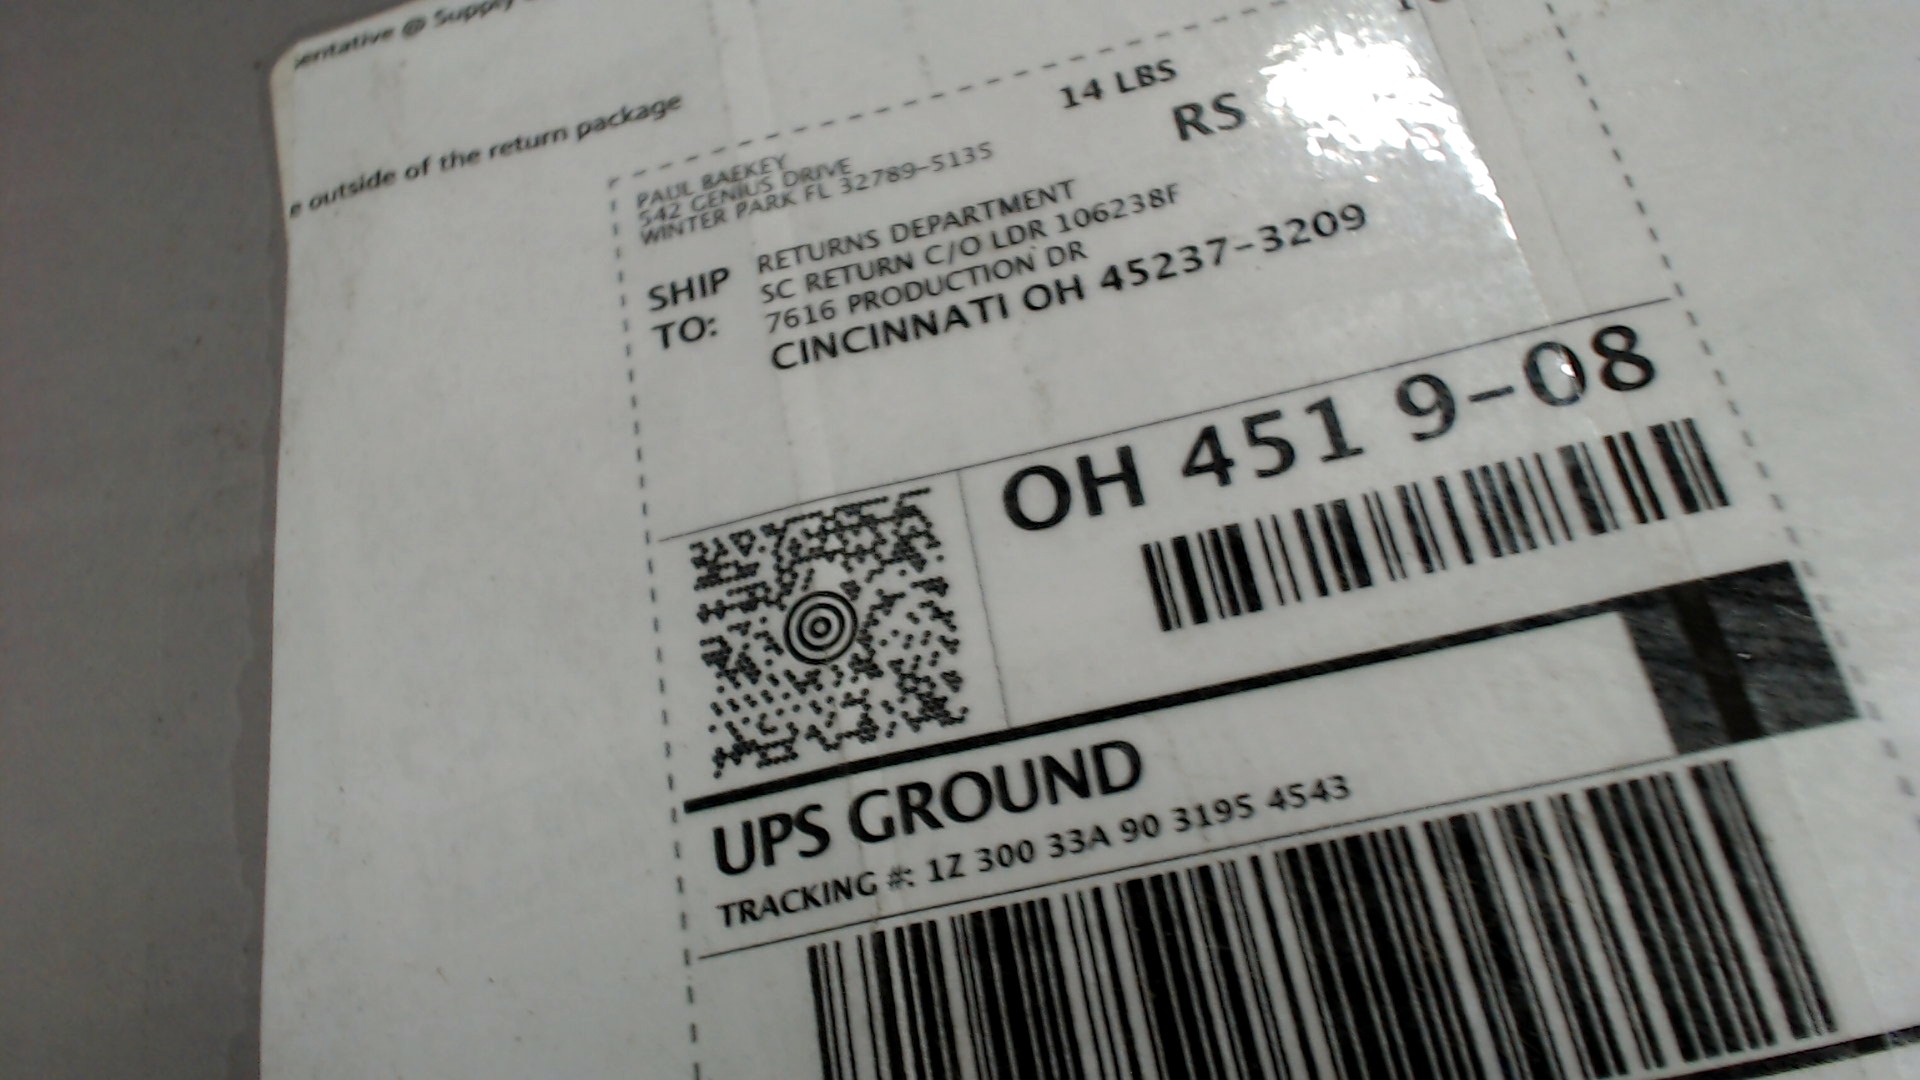 entative @ Supply
e outside of the return package
14 LBS
RS
PAUL BAEKEY
542 GENIUS DRIVE
WINTER PARK FL 32789-5135
SHIP TO:
RETURNS DEPARTMENT
SC RETURN C/O LDR 106238F
7616 PRODUCTION DR
CINCINNATI OH 45237-3209
OH 451 9-08
UPS GROUND
TRACKING #: 1Z 300 33A 90 3195 4543